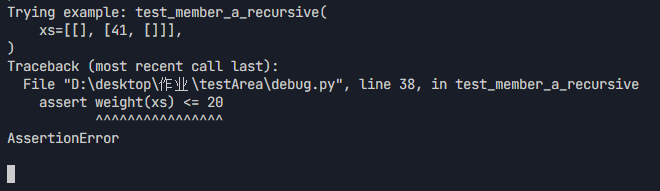 Trying example: test_member_a_recursive(
    xs=[[], [41, []]],
)
Traceback (most recent call last):
  File "D:\desktop\作业\testArea\debug.py", line 38, in test_member_a_recursive
    assert weight(xs) <= 20
           ^^^^^^^^^^^^^^^^
AssertionError